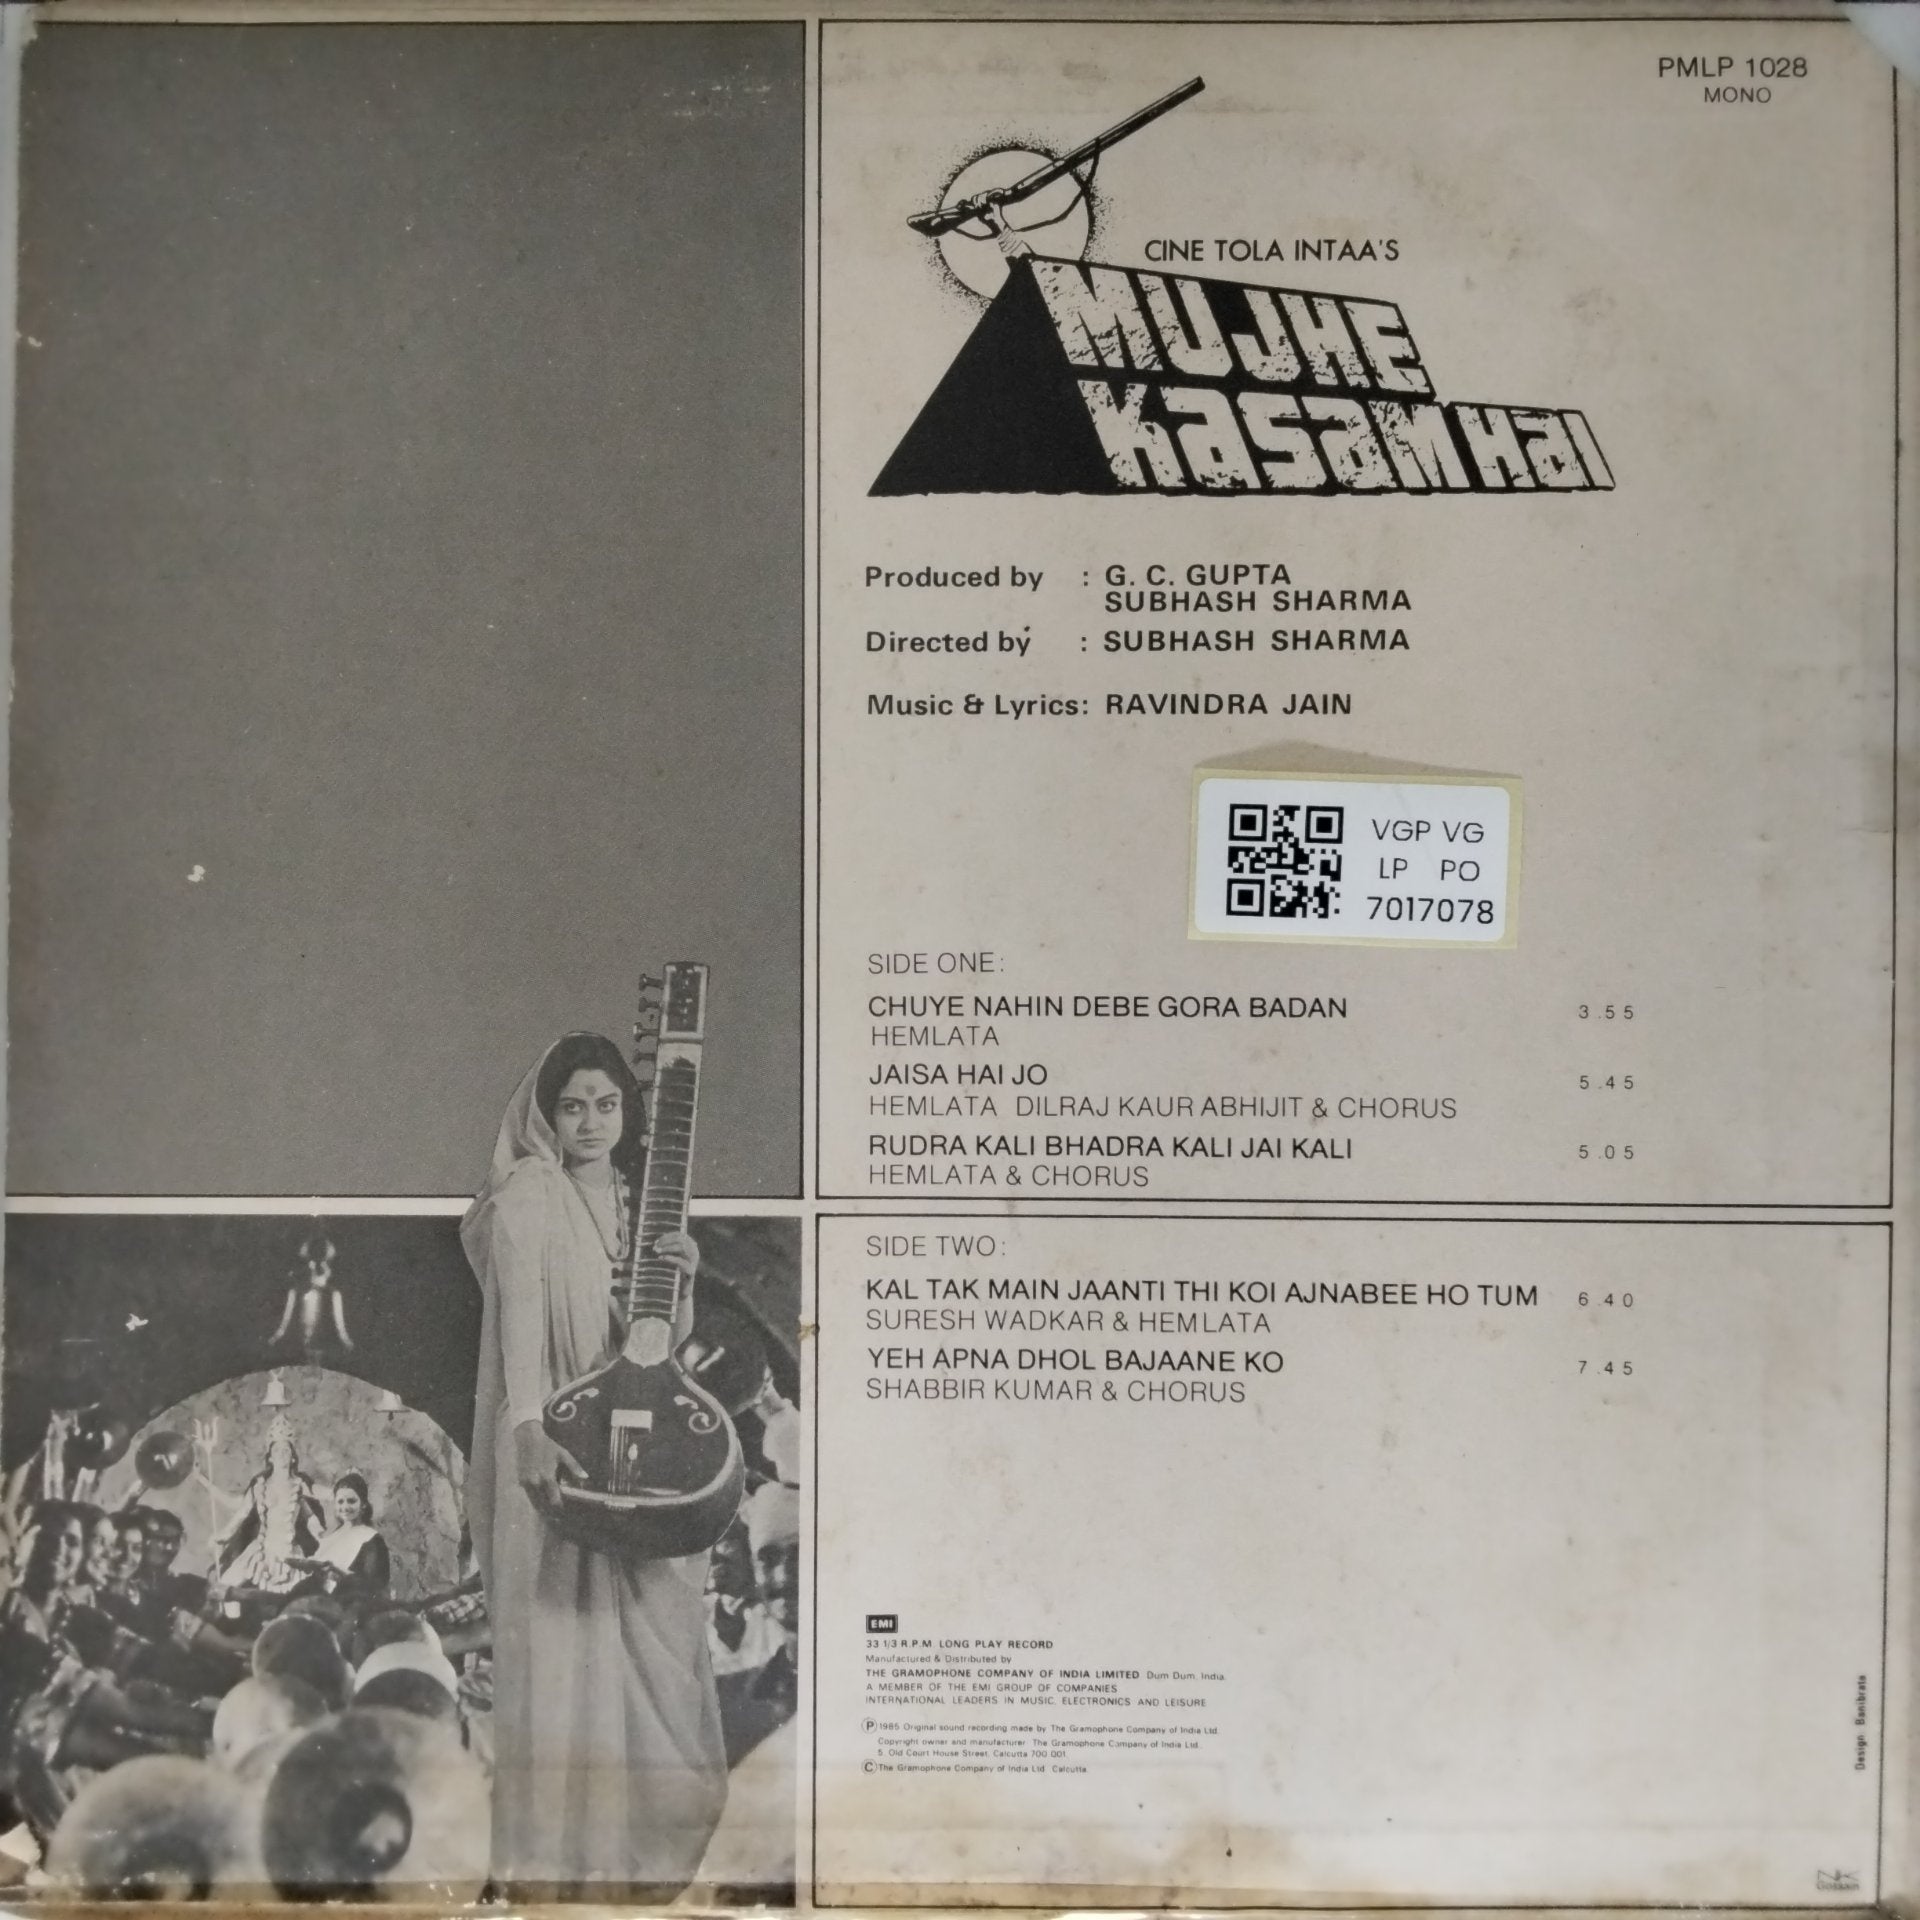 PMLP 1028
MONO
CINE TOLA INTAA'S
MUJHE
KASAM HAI
Produced by : G. C. GUPTA
SUBHASH SHARMA
Directed by : SUBHASH SHARMA
Music & Lyrics: RAVINDRA JAIN
VGP VG
LP PO
7017078
SIDE ONE:
CHUYE NAHIN DEBE GORA BADAN 3.55
HEMLATA
JAISA HAI JO 5.45
HEMLATA DILRAJ KAUR ABHIJIT & CHORUS
RUDRA KALI BHADRA KALI JAI KALI 5.05
HEMLATA & CHORUS
SIDE TWO:
KAL TAK MAIN JAANTI THI KOI AJNABEE HO TUM 6.40
SURESH WADKAR & HEMLATA
YEH APNA DHOL BAJAANE KO 7.45
SHABBIR KUMAR & CHORUS
EMI
33 1/3 R.P.M. LONG PLAY RECORD
Manufactured & Distributed by
THE GRAMOPHONE COMPANY OF INDIA LIMITED Dum Dum, India.
A MEMBER OF THE EMI GROUP OF COMPANIES
INTERNATIONAL LEADERS IN MUSIC, ELECTRONICS AND LEISURE
Ⓟ 1985 Original sound recording made by The Gramophone Company of India Ltd.
Copyright owner and manufacturer The Gramophone Company of India Ltd.
5, Old Court House Street, Calcutta 700 001
Ⓒ The Gramophone Company of India Ltd. Calcutta.
Design Banibrata